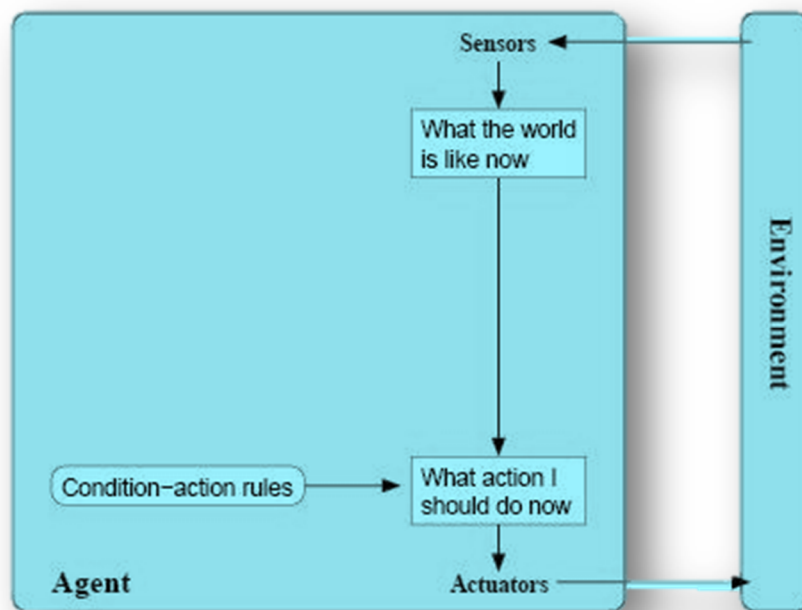 Sensors
What the world
is like now
Environment
Condition-action rules
What action I
should do now
Agent
Actuators